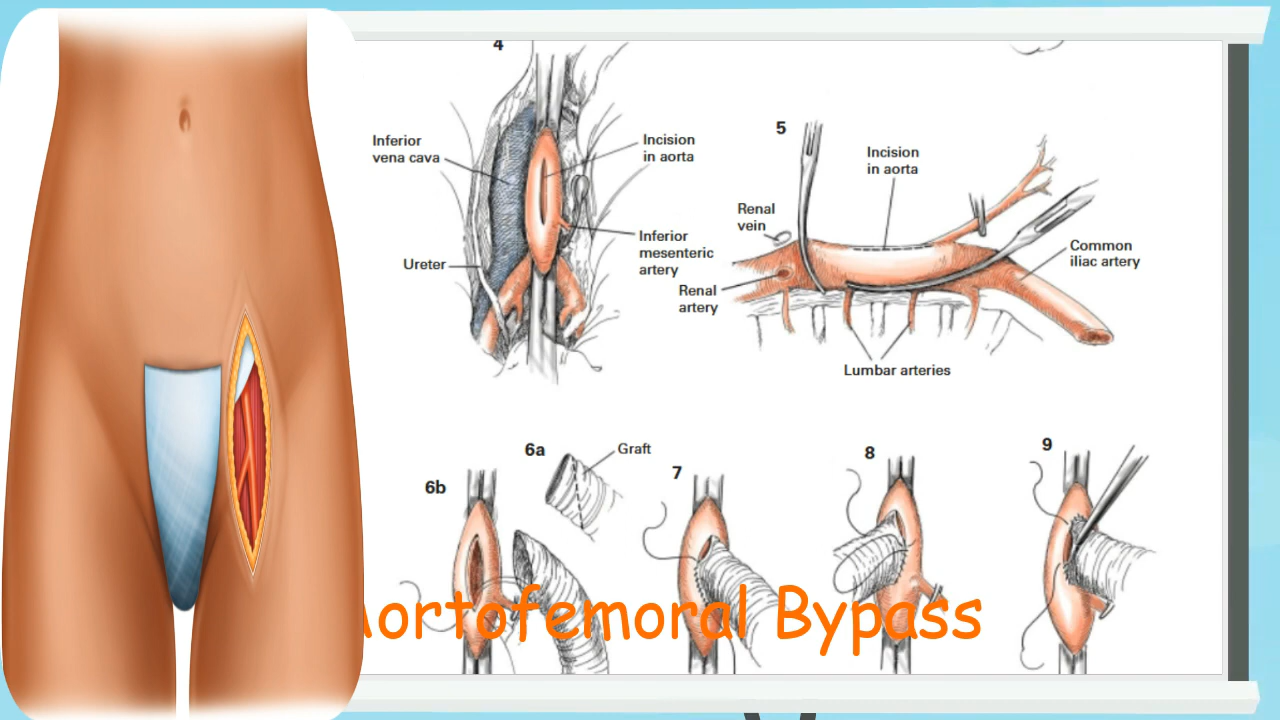 4
Inferior
vena cava
Incision
in aorta
Ureter
Inferior
mesenteric
artery
5
Incision
in aorta
Renal
vein
Renal
artery
Common
iliac artery
Lumbar arteries
6a
Graft
6b
7
8
9
Aortofemoral Bypass